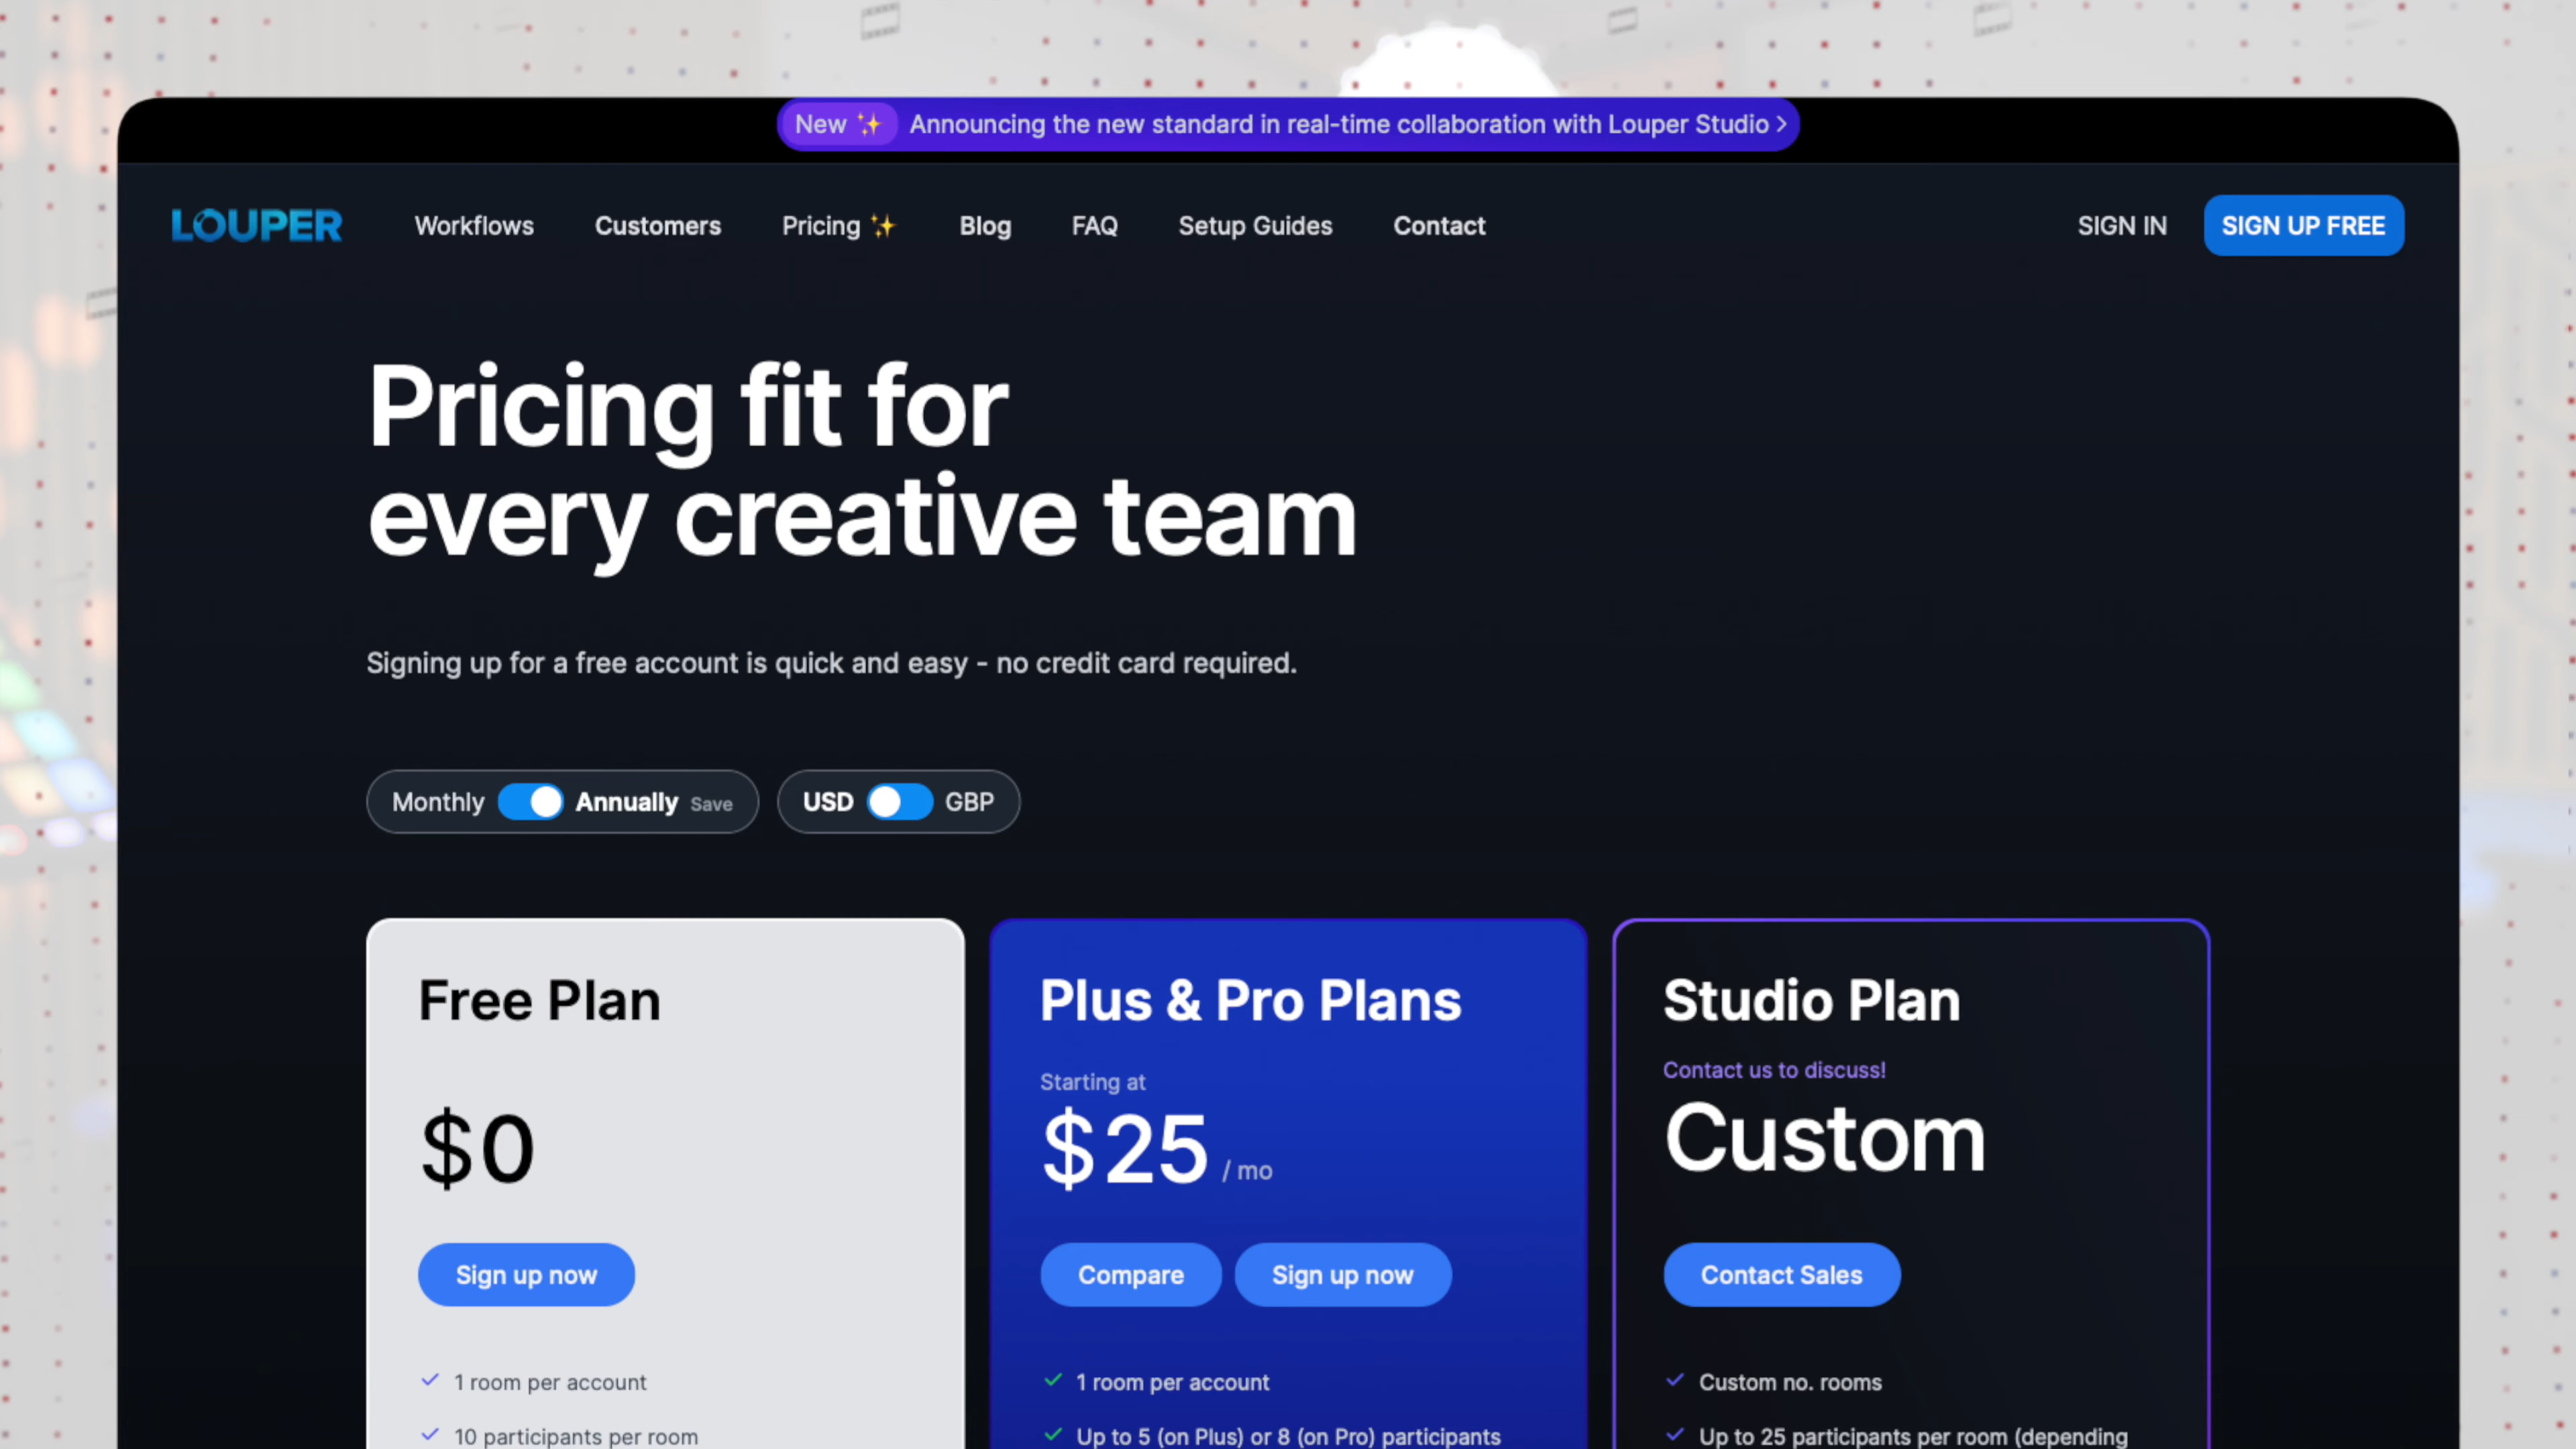 New ✨ Announcing the new standard in real-time collaboration with Louper Studio >
LOUPER Workflows Customers Pricing ✨ Blog FAQ Setup Guides Contact SIGN IN SIGN UP FREE
Pricing fit for
every creative team
Signing up for a free account is quick and easy - no credit card required.
Monthly Annually Save USD GBP
Free Plan
$0
Sign up now
1 room per account
10 participants per room
Plus & Pro Plans
Starting at
$25 / mo
Compare Sign up now
1 room per account
Up to 5 (on Plus) or 8 (on Pro) participants
Studio Plan
Contact us to discuss!
Custom
Contact Sales
Custom no. rooms
Up to 25 participants per room (depending